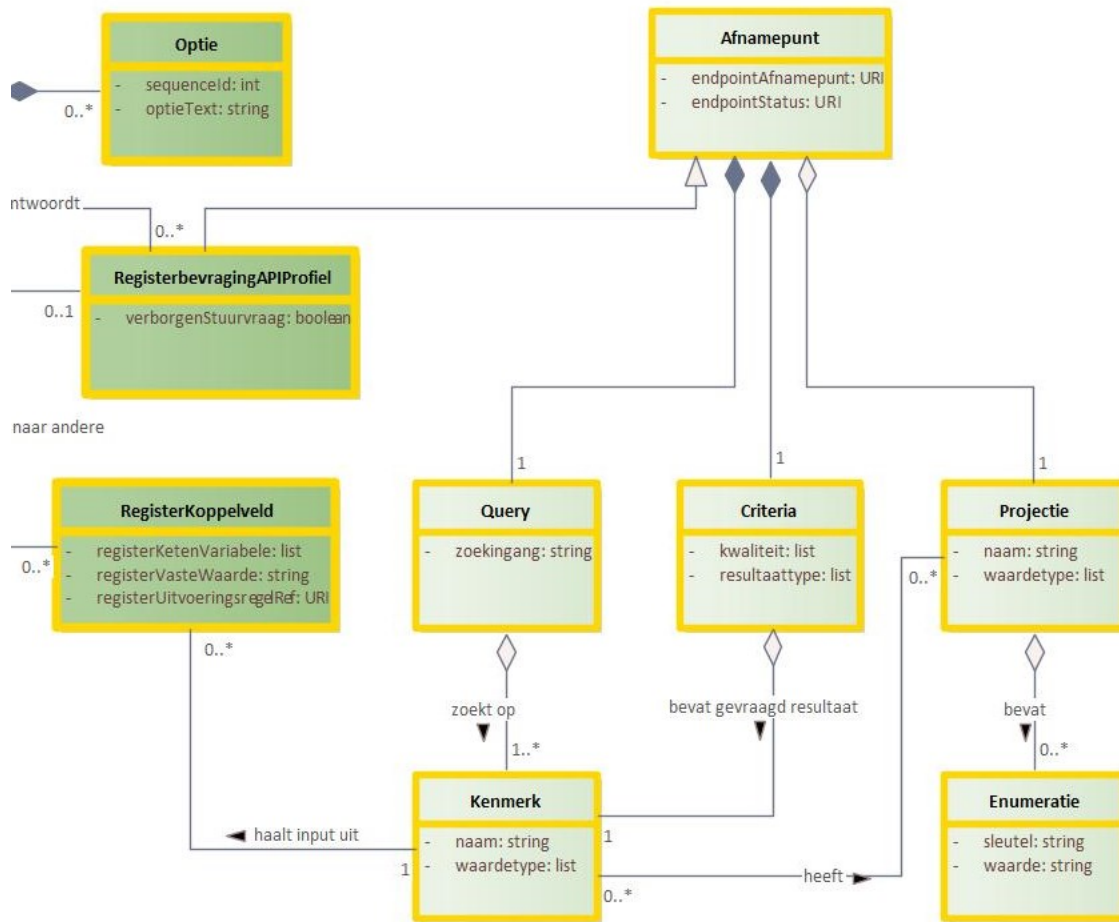 Optie
- sequenceId: int
- optieText: string
0..*
Afnamepunt
- endpointAfnamepunt: URI
- endpointStatus: URI
ntwoordt
0..*
RegisterbevragingAPIProfiel
- verborgenStuurvraag: boolean
0..1
naar andere
1
1
1
RegisterKoppelveld
- registerKetenVariabele: list
- registerVasteWaarde: string
- registerUitvoeringsregelRef: URI
0..*
0..*
Query
- zoekingang: string
Criteria
- kwaliteit: list
- resultaattype: list
Projectie
- naam: string
- waardetype: list
0..*
zoekt op
1..*
bevat gevraagd resultaat
1
bevat
0..*
Kenmerk
- naam: string
- waardetype: list
haalt input uit
1
0..*
heeft
Enumeratie
- sleutel: string
- waarde: string